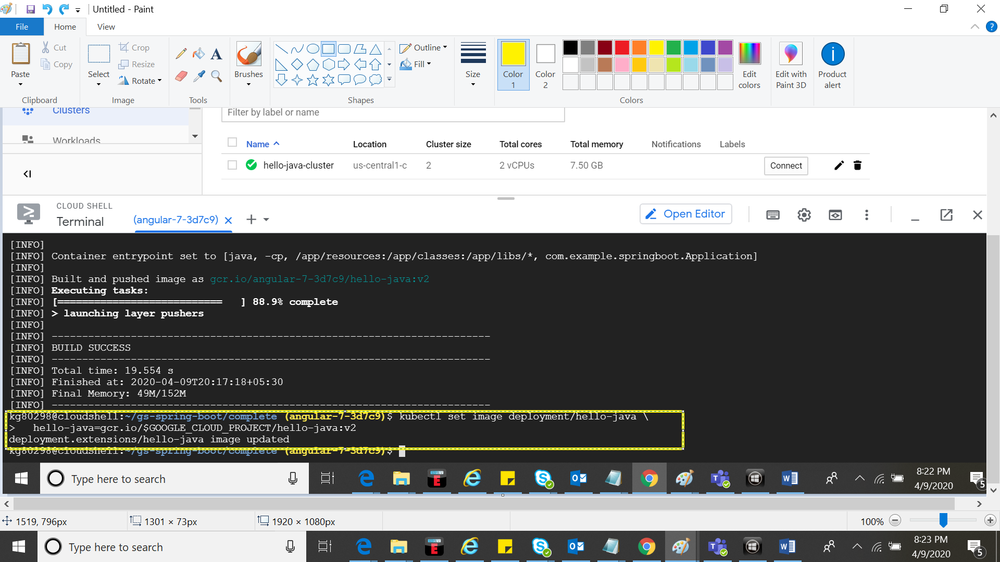 Untitled - Paint
File Home View
Paste
Cut
Copy
Clipboard
Select
Crop
Resize
Rotate
Image
A
Tools
Brushes
Shapes
Outline
Fill
Size
Color 1
Color 2
Colors
Edit colors
Edit with Paint 3D
Product alert
Clusters
Workloads
Filter by label or name
Name Location Cluster size Total cores Total memory Notifications Labels
hello-java-cluster us-central1-c 2 2 vCPUs 7.50 GB Connect
CLOUD SHELL
Terminal (angular-7-3d7c9) Open Editor
[INFO]
[INFO] Container entrypoint set to [java, -cp, /app/resources:/app/classes:/app/libs/*, com.example.springboot.Application]
[INFO]
[INFO] Built and pushed image as gcr.io/angular-7-3d7c9/hello-java:v2
[INFO] Executing tasks:
[INFO] [===========================   ] 88.9% complete
[INFO] > launching layer pushers
[INFO]
[INFO] ------------------------------------------------------------------------
[INFO] BUILD SUCCESS
[INFO] ------------------------------------------------------------------------
[INFO] Total time: 19.554 s
[INFO] Finished at: 2020-04-09T20:17:18+05:30
[INFO] Final Memory: 49M/152M
[INFO] ------------------------------------------------------------------------
kg80298@cloudshell:~/gs-spring-boot/complete (angular-7-3d7c9)$ kubectl set image deployment/hello-java \
>   hello-java=gcr.io/$GOOGLE_CLOUD_PROJECT/hello-java:v2
deployment.extensions/hello-java image updated
kg80298@cloudshell:~/gs-spring-boot/complete (angular-7-3d7c9)$
Type here to search
8:22 PM
4/9/2020
5
1519, 796px 1301 × 73px 1920 × 1080px 100%
Type here to search
8:23 PM
4/9/2020
5